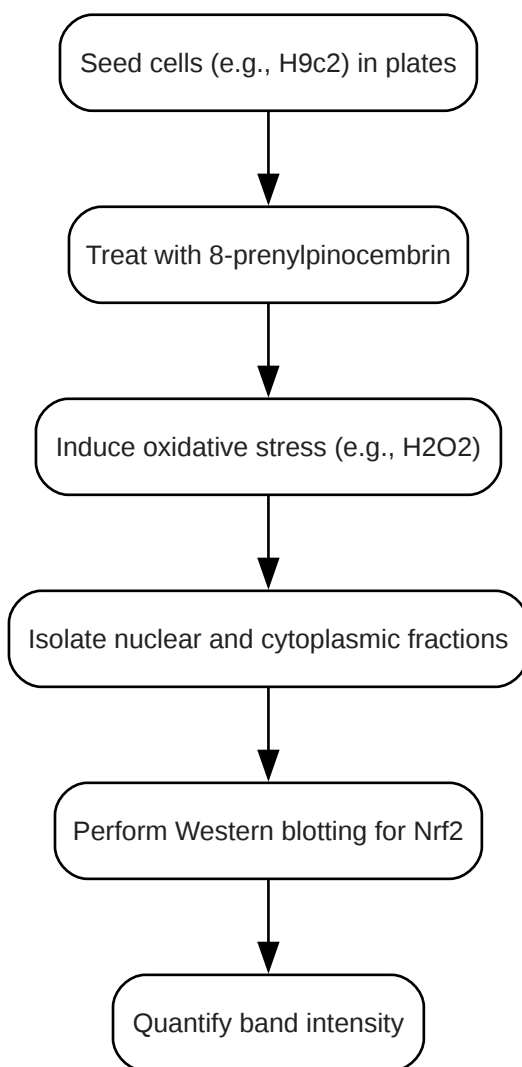 Seed cells (e.g., H9c2) in plates
Treat with 8-prenylpinocembrin
Induce oxidative stress (e.g., H2O2)
Isolate nuclear and cytoplasmic fractions
Perform Western blotting for Nrf2
Quantify band intensity